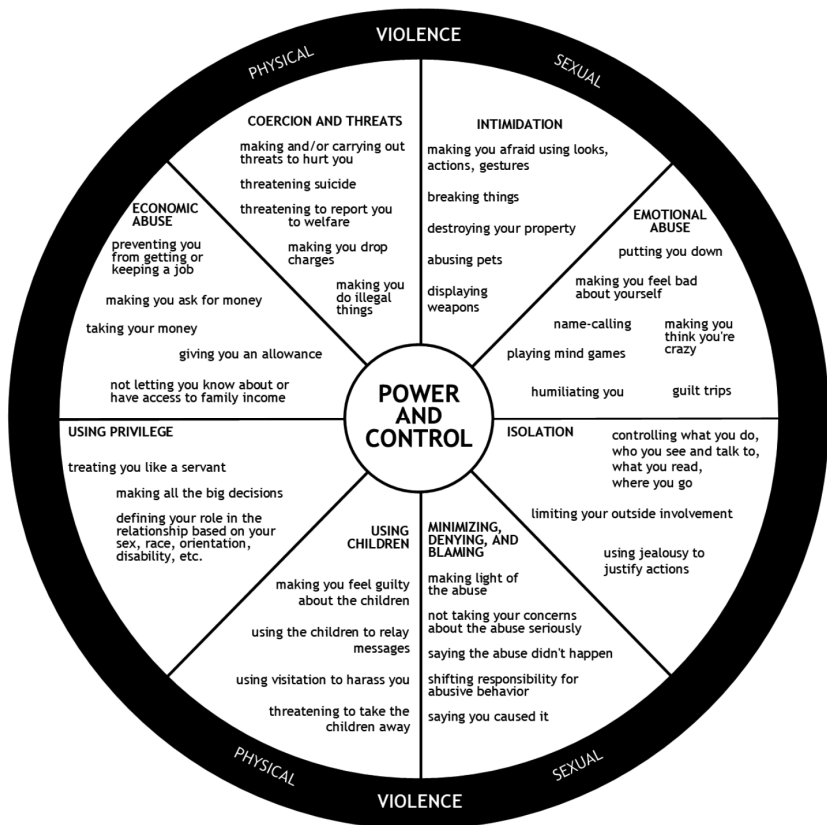 VIOLENCE
PHYSICAL
SEXUAL
COERCION AND THREATS
making and/or carrying out
threats to hurt you
threatening suicide
threatening to report you
to welfare
making you drop
charges
making you
do illegal
things
INTIMIDATION
making you afraid using looks,
actions, gestures
breaking things
destroying your property
abusing pets
displaying
weapons
EMOTIONAL
ABUSE
putting you down
making you feel bad
about yourself
name-calling
making you
think you're
crazy
playing mind games
humiliating you
guilt trips
ISOLATION
controlling what you do,
who you see and talk to,
what you read,
where you go
limiting your outside involvement
using jealousy to
justify actions
MINIMIZING,
DENYING, AND
BLAMING
making light of
the abuse
not taking your concerns
about the abuse seriously
saying the abuse didn't happen
shifting responsibility for
abusive behavior
saying you caused it
USING
CHILDREN
making you feel guilty
about the children
using the children to relay
messages
using visitation to harass you
threatening to take the
children away
USING PRIVILEGE
treating you like a servant
making all the big decisions
defining your role in the
relationship based on your
sex, race, orientation,
disability, etc.
ECONOMIC
ABUSE
preventing you
from getting or
keeping a job
making you ask for money
taking your money
giving you an allowance
not letting you know about or
have access to family income
POWER
AND
CONTROL
PHYSICAL
SEXUAL
VIOLENCE